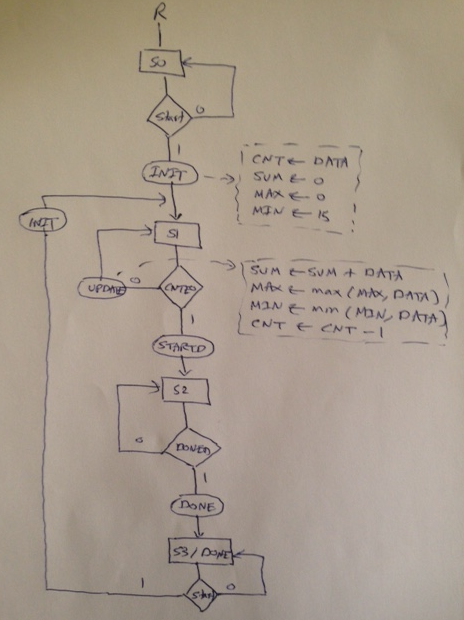 R
S0
Start
0
1
INIT
CNT ← DATA
SUM ← 0
MAX ← 0
MIN ← 15
INIT
S1
UPDATE
0
CNT=0
SUM ← SUM + DATA
MAX ← max (MAX, DATA)
MIN ← min (MIN, DATA)
CNT ← CNT - 1
1
STARTD
S2
0
DONED
1
DONE
S3 / DONE
1
Start
0